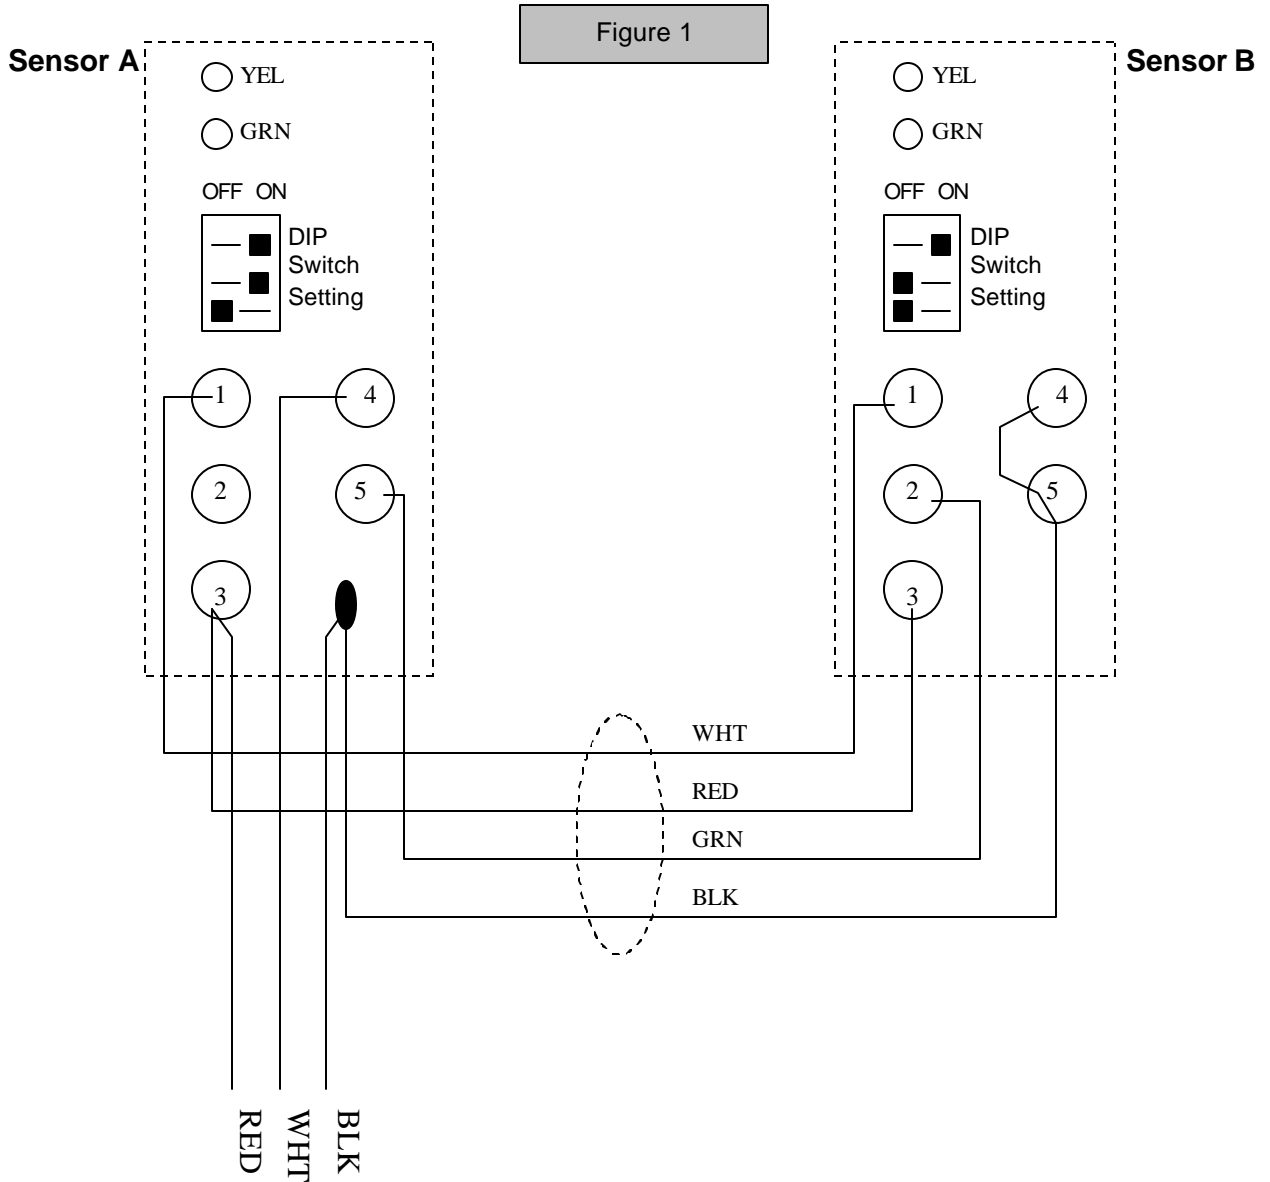 Figure 1
Sensor A
YEL
GRN
OFF ON
DIP
Switch
Setting
1
4
2
5
3
Sensor B
YEL
GRN
OFF ON
DIP
Switch
Setting
1
4
2
5
3
WHT
RED
GRN
BLK
RED
WHT
BLK